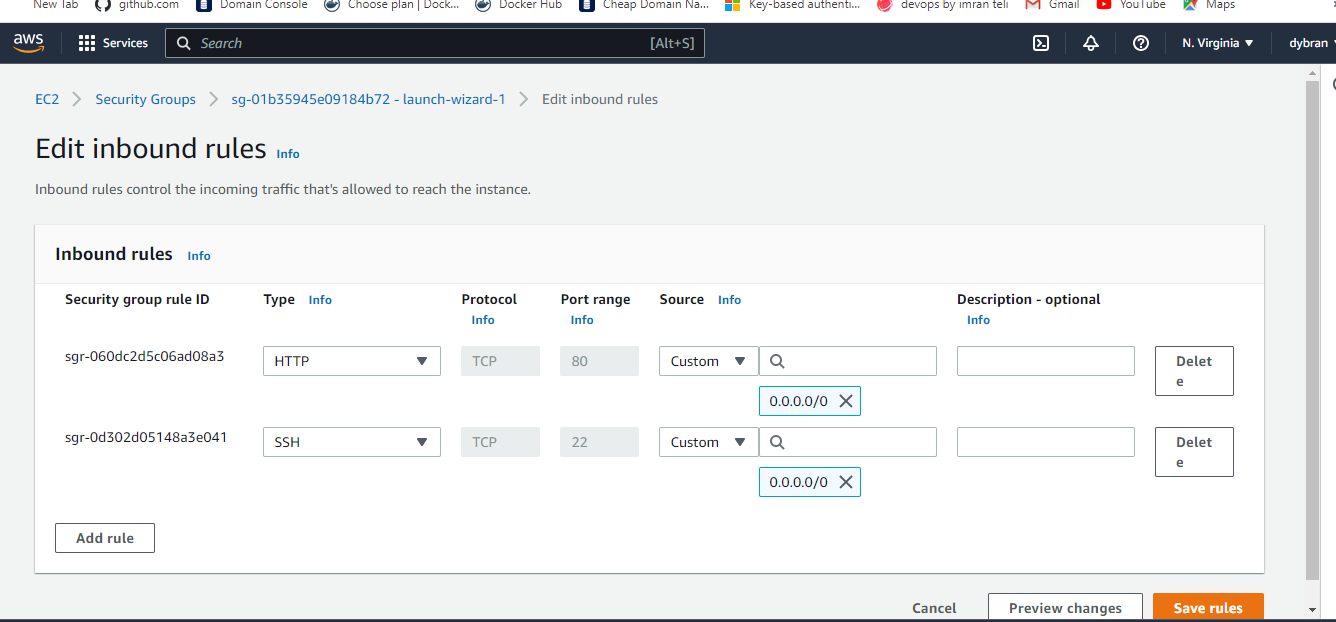 New Tab github.com Domain Console Choose plan | Dock... Docker Hub Cheap Domain Na... Key-based authenti... devops by imran teli Gmail YouTube Maps
aws Services Search [Alt+S] N. Virginia dybran
EC2 Security Groups sg-01b35945e09184b72 - launch-wizard-1 Edit inbound rules
Edit inbound rules Info
Inbound rules control the incoming traffic that's allowed to reach the instance.
Inbound rules Info
Security group rule ID Type Info Protocol Port range Source Info Description - optional
Info Info Info
sgr-060dc2d5c06ad08a3 HTTP TCP 80 Custom Delet
e
0.0.0.0/0
sgr-0d302d05148a3e041 SSH TCP 22 Custom Delet
e
0.0.0.0/0
Add rule
Cancel Preview changes Save rules